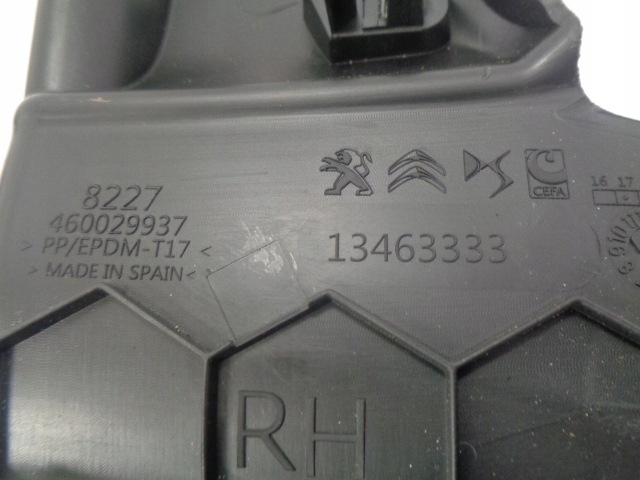 8227
460029937
> PP/EPDM-T17 <
> MADE IN SPAIN <
CEFA
13463333
16 17
RH